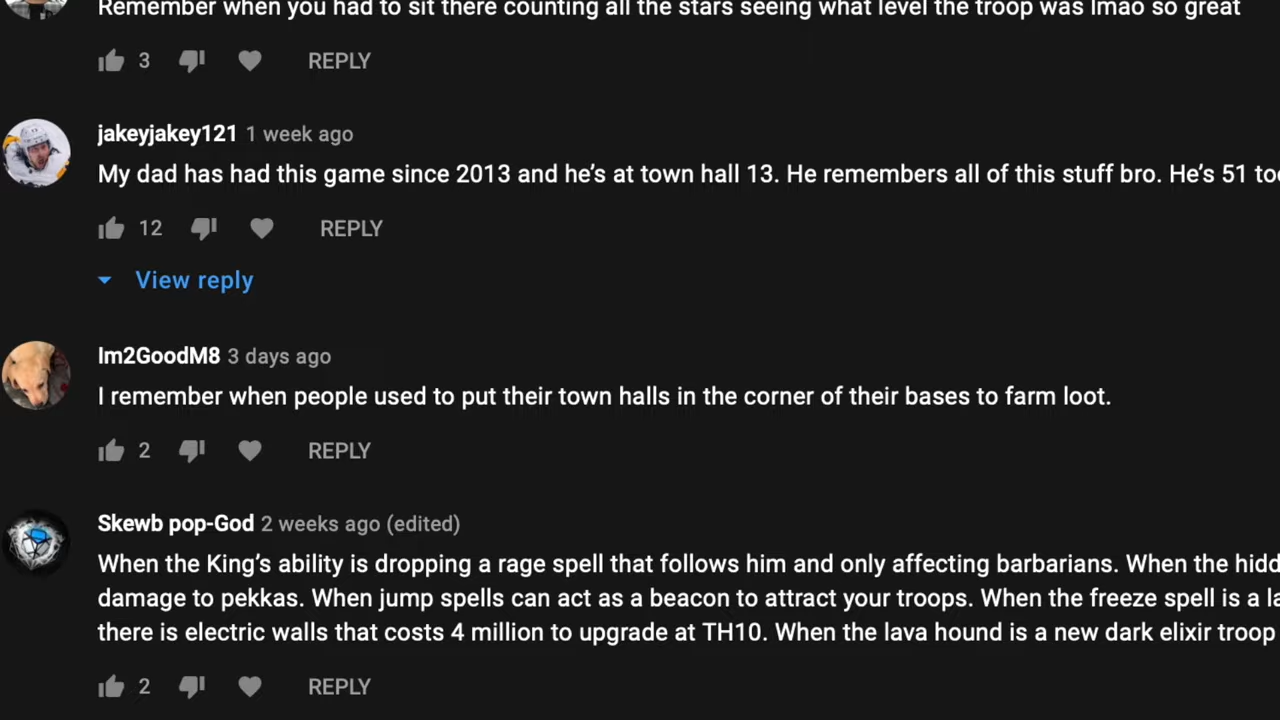 Remember when you had to sit there counting all the stars seeing what level the troop was lmao so great
3 REPLY
jakeyjakey121 1 week ago
My dad has had this game since 2013 and he's at town hall 13. He remembers all of this stuff bro. He's 51
12 REPLY
View reply
Im2GoodM8 3 days ago
I remember when people used to put their town halls in the corner of their bases to farm loot.
2 REPLY
Skewb pop-God 2 weeks ago (edited)
When the King's ability is dropping a rage spell that follows him and only affecting barbarians. When the
damage to pekkas. When jump spells can act as a beacon to attract your troops. When the freeze spell is a
there is electric walls that costs 4 million to upgrade at TH10. When the lava hound is a new dark elixir troop
2 REPLY